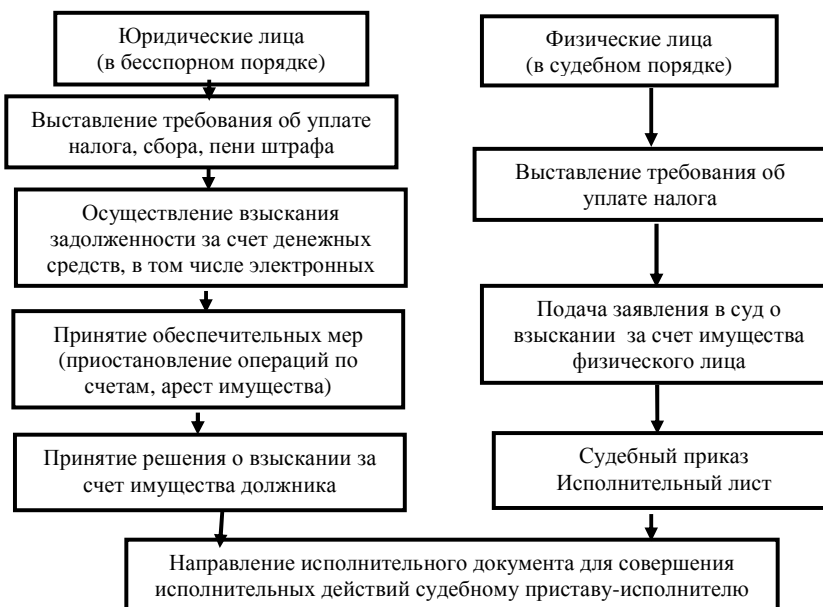 Юридические лица
(в бесспорном порядке)
Выставление требования об уплате
налога, сбора, пени штрафа
Осуществление взыскания
задолженности за счет денежных
средств, в том числе электронных
Принятие обеспечительных мер
(приостановление операций по
счетам, арест имущества)
Принятие решения о взыскании за
счет имущества должника
Физические лица
(в судебном порядке)
Выставление требования об
уплате налога
Подача заявления в суд о
взыскании за счет имущества
физического лица
Судебный приказ
Исполнительный лист
Направление исполнительного документа для совершения
исполнительных действий судебному приставу-исполнителю